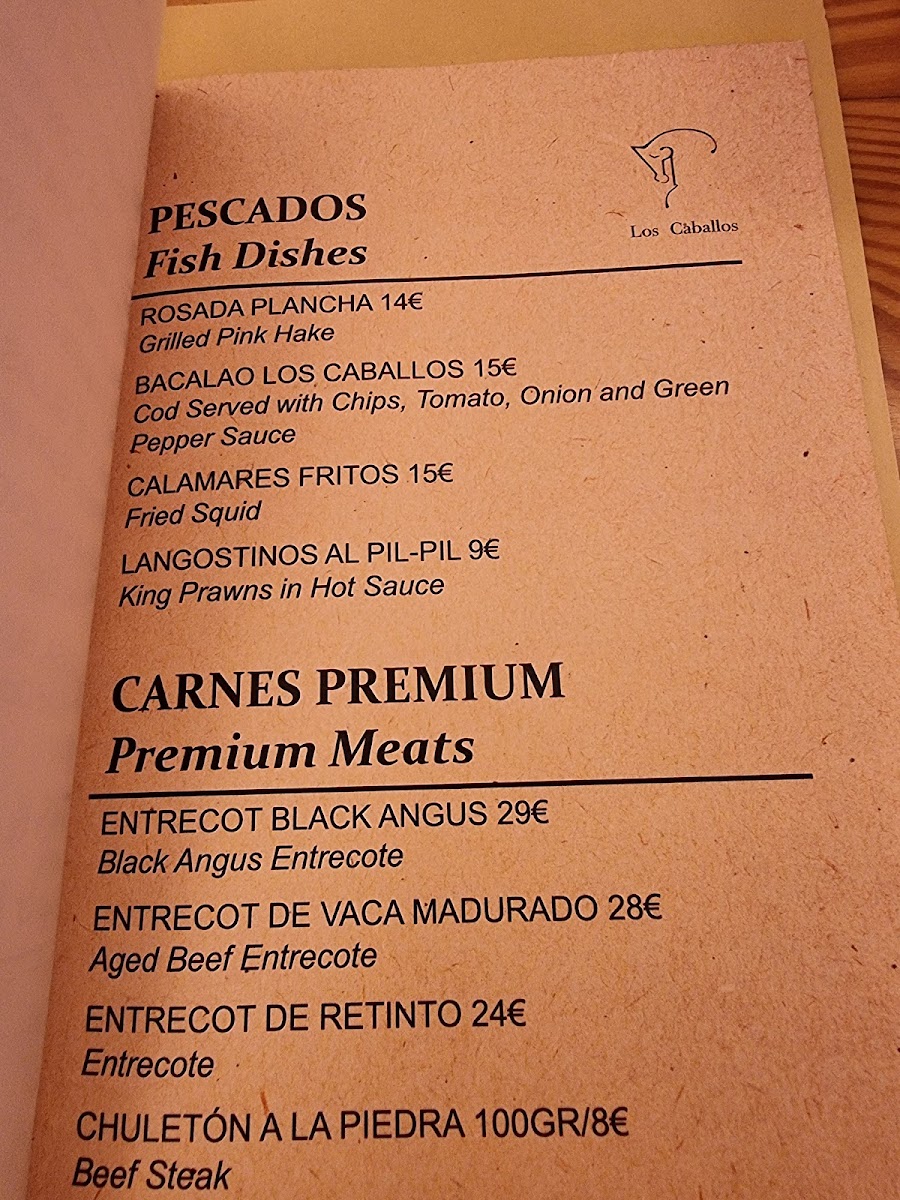 Los Caballos
PESCADOS
Fish Dishes
ROSADA PLANCHA 14€
Grilled Pink Hake
BACALAO LOS CABALLOS 15€
Cod Served with Chips, Tomato, Onion and Green
Pepper Sauce
CALAMARES FRITOS 15€
Fried Squid
LANGOSTINOS AL PIL-PIL 9€
King Prawns in Hot Sauce
CARNES PREMIUM
Premium Meats
ENTRECOT BLACK ANGUS 29€
Black Angus Entrecote
ENTRECOT DE VACA MADURADO 28€
Aged Beef Entrecote
ENTRECOT DE RETINTO 24€
Entrecote
CHULETÓN A LA PIEDRA 100GR/8€
Beef Steak